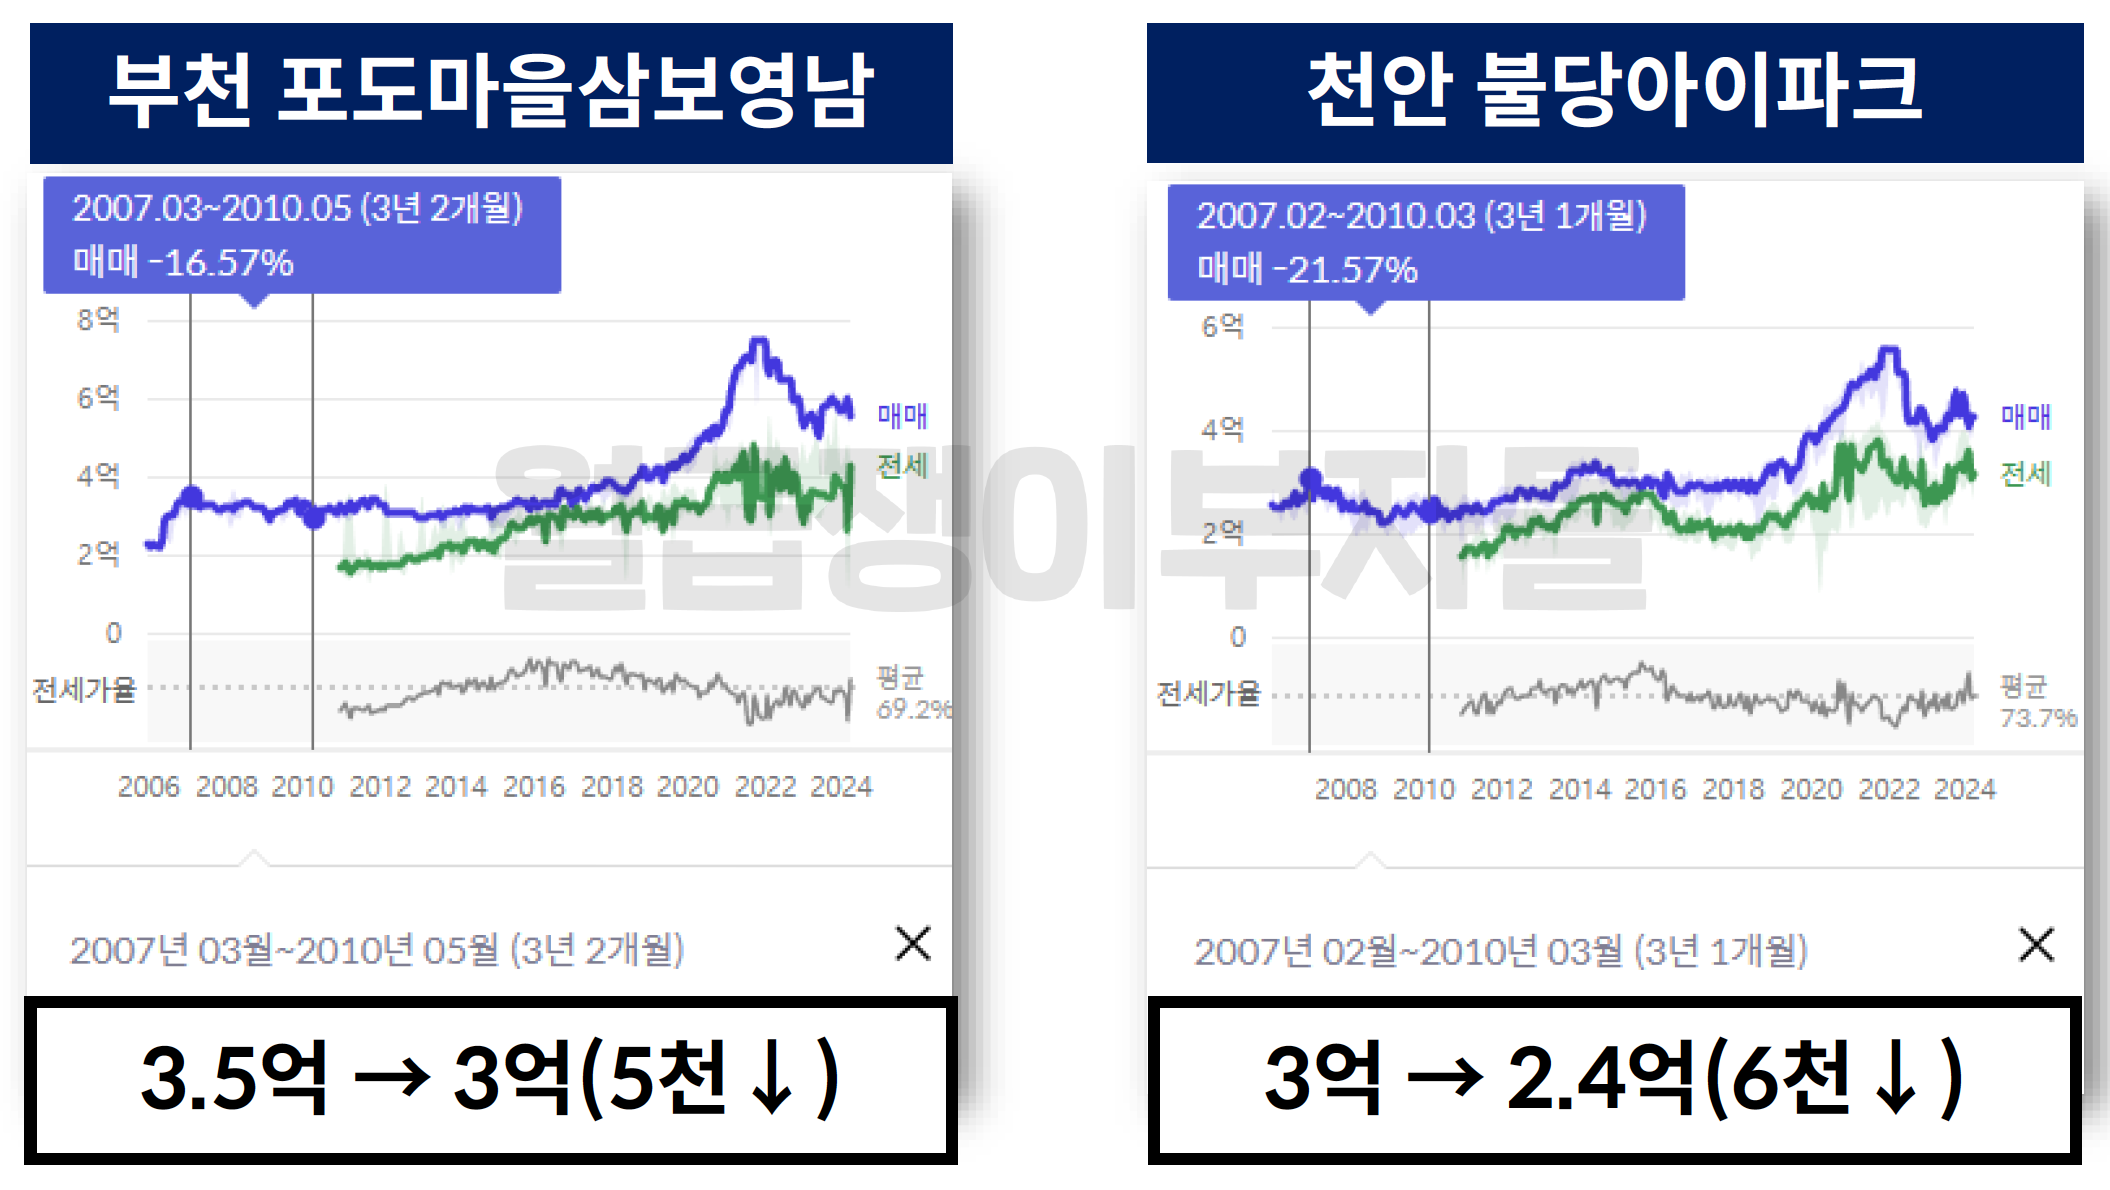 부천 포도마을삼보영남
2007.03~2010.05 (3년 2개월)
매매 -16.57%
8억
6억
4억
2억
0
매매
전세
전세가율
평균
69.2%
2006 2008 2010 2012 2014 2016 2018 2020 2022 2024
2007년 03월~2010년 05월 (3년 2개월)
3.5억 → 3억(5천↓)
천안 불당아이파크
2007.02~2010.03 (3년 1개월)
매매 -21.57%
6억
4억
2억
0
매매
전세
전세가율
평균
73.7%
2008 2010 2012 2014 2016 2018 2020 2022 2024
2007년 02월~2010년 03월 (3년 1개월)
3억 → 2.4억(6천↓)
월급쟁이부자들